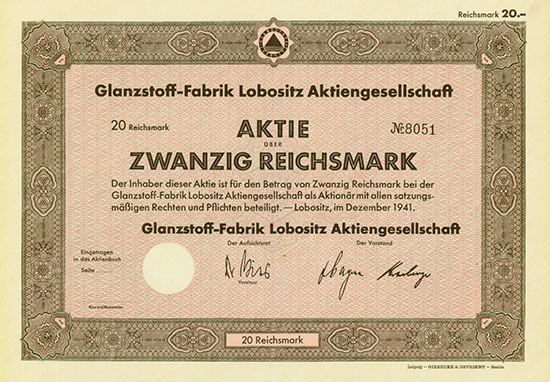 Reichsmark 20.–
Glanzstoff-Fabrik Lobositz Aktiengesellschaft
20 Reichsmark
AKTIE
№ 8051
ÜBER
ZWANZIG REICHSMARK
Der Inhaber dieser Aktie ist für den Betrag von Zwanzig Reichsmark bei der
Glanzstoff-Fabrik Lobositz Aktiengesellschaft als Aktionär mit allen satzungs-
mäßigen Rechten und Pflichten beteiligt. — Lobositz, im Dezember 1941.
Glanzstoff-Fabrik Lobositz Aktiengesellschaft
Eingetragen
in das Aktienbuch
Seite
Der Aufsichtsrat
Der Vorstand
Vorsitzer
Kontrollbeamter
20 Reichsmark
Leipzig — GIESECKE & DEVRIENT — Berlin